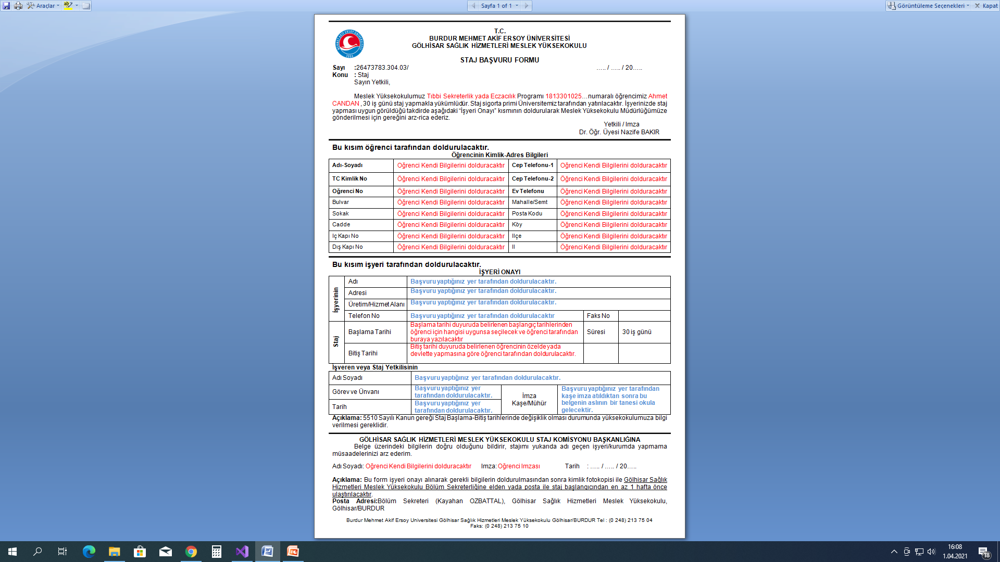 Araçlar
Sayfa 1 of 1
Görüntüleme Seçenekleri
Kapat
T.C.
BURDUR MEHMET AKİF ERSOY ÜNİVERSİTESİ
GÖLHİSAR SAĞLIK HİZMETLERİ MESLEK YÜKSEKOKULU
STAJ BAŞVURU FORMU
Sayı :26473783.304.03/ ..... / ..... / 20.....
Konu : Staj
Sayın Yetkili,
Meslek Yüksekokulumuz Tıbbi Sekreterlik yada Eczacılık Programı 1813301025…numaralı öğrencimiz Ahmet
CANDAN , 30 iş günü staj yapmakla yükümlüdür. Staj sigorta primi Üniversitemiz tarafından yatırılacaktır. İşyerinizde staj
yapması uygun görüldüğü takdirde aşağıdaki “İşyeri Onayı” kısmının doldurularak Meslek Yüksekokulu Müdürlüğümüze
gönderilmesi için gereğini arz-rica ederiz.
Yetkili / İmza
Dr. Öğr. Üyesi Nazife BAKIR
Bu kısım öğrenci tarafından doldurulacaktır.
Öğrencinin Kimlik-Adres Bilgileri
Adı-Soyadı Öğrenci Kendi Bilgilerini dolduracaktır Cep Telefonu-1 Öğrenci Kendi Bilgilerini dolduracaktır
TC Kimlik No Öğrenci Kendi Bilgilerini dolduracaktır Cep Telefonu-2 Öğrenci Kendi Bilgilerini dolduracaktır
Öğrenci No Öğrenci Kendi Bilgilerini dolduracaktır Ev Telefonu Öğrenci Kendi Bilgilerini dolduracaktır
Bulvar Öğrenci Kendi Bilgilerini dolduracaktır Mahalle/Semt Öğrenci Kendi Bilgilerini dolduracaktır
Sokak Öğrenci Kendi Bilgilerini dolduracaktır Posta Kodu Öğrenci Kendi Bilgilerini dolduracaktır
Cadde Öğrenci Kendi Bilgilerini dolduracaktır Köy Öğrenci Kendi Bilgilerini dolduracaktır
İç Kapı No Öğrenci Kendi Bilgilerini dolduracaktır İlçe Öğrenci Kendi Bilgilerini dolduracaktır
Dış Kapı No Öğrenci Kendi Bilgilerini dolduracaktır İl Öğrenci Kendi Bilgilerini dolduracaktır
Bu kısım işyeri tarafından doldurulacaktır.
İŞYERİ ONAYI
İşyerinin
Adı Başvuru yaptığınız yer tarafından doldurulacaktır.
Adresi Başvuru yaptığınız yer tarafından doldurulacaktır.
Üretim/Hizmet Alanı Başvuru yaptığınız yer tarafından doldurulacaktır.
Telefon No Başvuru yaptığınız yer tarafından doldurulacaktır Faks No
Staj
Başlama Tarihi
Başlama tarihi duyuruda belirlenen başlangıç tarihlerinden
öğrenci için hangisi uygunsa seçilecek ve öğrenci tarafından
buraya yazılacaktır
Süresi 30 iş günü
Bitiş Tarihi
Bitiş tarihi duyuruda belirlenen öğrencinin özelde yada
devlette yapmasına göre öğrenci tarafından doldurulacaktır.
İşveren veya Staj Yetkilisinin
Adı Soyadı Başvuru yaptığınız yer tarafından doldurulacaktır.
Görev ve Ünvanı
Başvuru yaptığınız yer
tarafından doldurulacaktır.
Tarih
Başvuru yaptığınız yer
tarafından doldurulacaktır.
İmza
Kaşe/Mühür
Başvuru yaptığınız yer tarafından
kaşe imza atıldıktan sonra bu
belgenin aslının bir tanesi okula
gelecektir.
Açıklama: 5510 Sayılı Kanun gereği Staj Başlama-Bitiş tarihlerinde değişiklik olması durumunda yüksekokulumuza bilgi
verilmesi gereklidir.
GÖLHİSAR SAĞLIK HİZMETLERİ MESLEK YÜKSEKOKULU STAJ KOMİSYONU BAŞKANLIĞINA
Belge üzerindeki bilgilerin doğru olduğunu bildirir, stajımı yukarıda adı geçen işyeri/kurumda yapmama
müsaadelerinizi arz ederim.
Adı Soyadı: Öğrenci Kendi Bilgilerini dolduracaktır İmza: Öğrenci İmzası Tarih : ..... / ..... / 20.....
Açıklama: Bu form işyeri onayı alınarak gerekli bilgilerin doldurulmasından sonra kimlik fotokopisi ile Gölhisar Sağlık
Hizmetleri Meslek Yüksekokulu Bölüm Sekreterliğine elden yada posta ile staj başlangıcından en az 1 hafta önce
ulaştırılacaktır.
Posta Adresi:Bölüm Sekreteri (Kayahan ÖZBATTAL), Gölhisar Sağlık Hizmetleri Meslek Yüksekokulu,
Gölhisar/BURDUR
Burdur Mehmet Akif Ersoy Üniversitesi Gölhisar Sağlık Hizmetleri Meslek Yüksekokulu Gölhisar/BURDUR Tel : (0 248) 213 75 04
Faks: (0 248) 213 75 10
16:08
1.04.2021
18